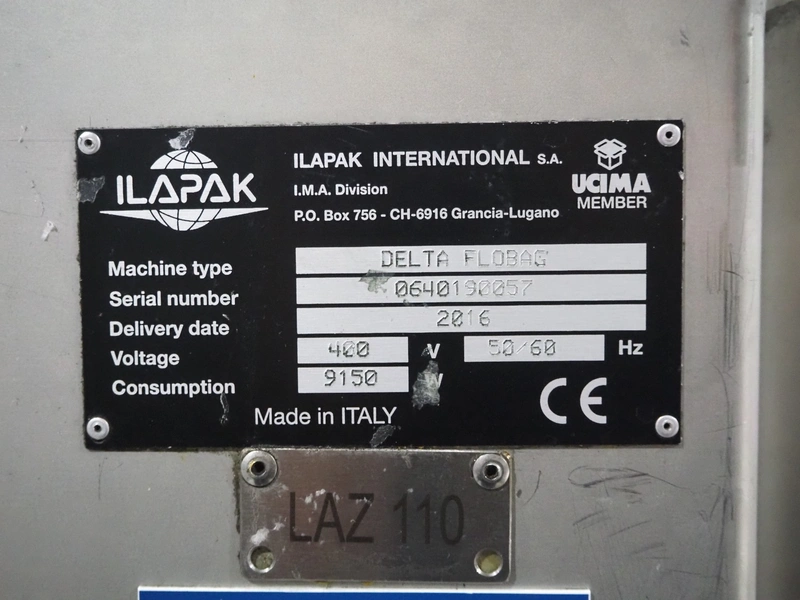 ILAPAK
ILAPAK INTERNATIONAL S.A.
I.M.A. Division
P.O. Box 756 - CH-6916 Grancia-Lugano
UCIMA
MEMBER
Machine type DELTA FLOBAG
Serial number 0640190057
Delivery date 2016
Voltage 400 V 50/60 Hz
Consumption 9150
Made in ITALY
CE
LAZ 110